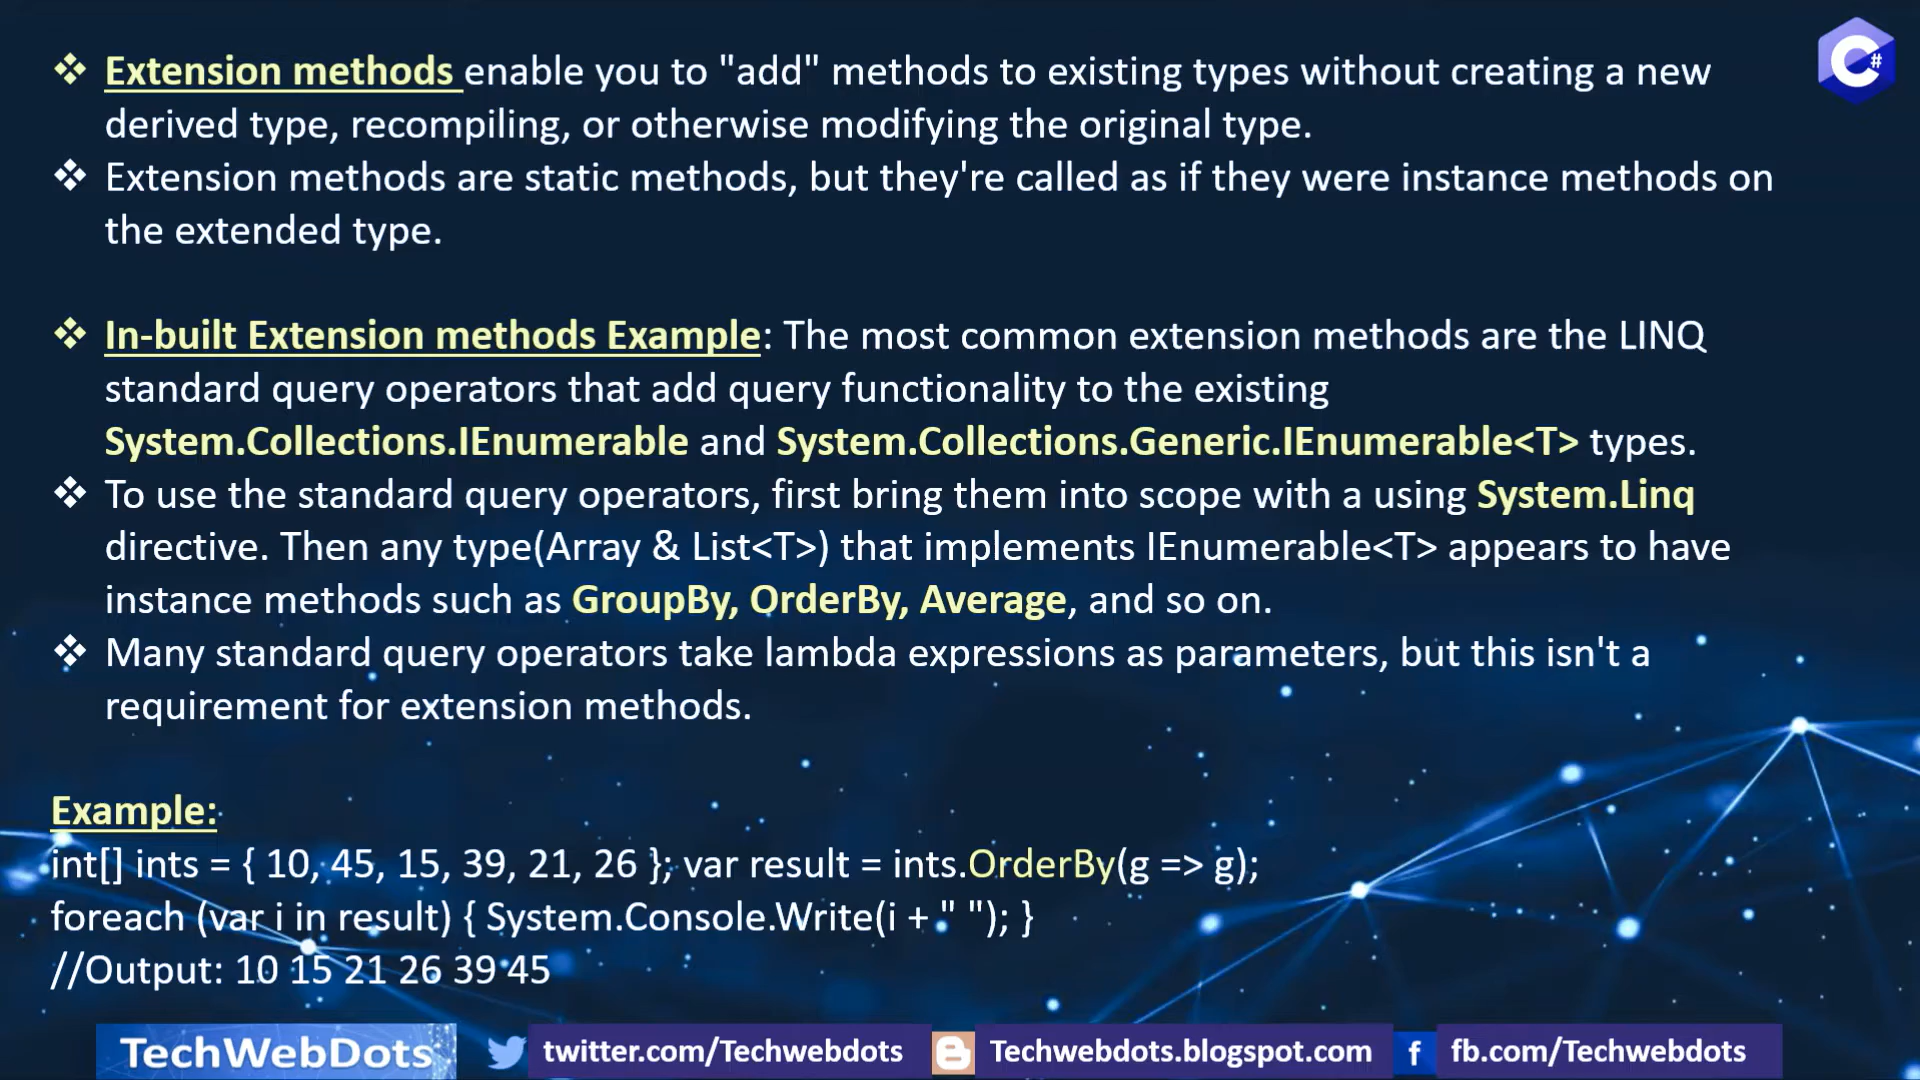 ❖ Extension methods enable you to "add" methods to existing types without creating a new
derived type, recompiling, or otherwise modifying the original type.
❖ Extension methods are static methods, but they're called as if they were instance methods on
the extended type.
❖ In-built Extension methods Example: The most common extension methods are the LINQ
standard query operators that add query functionality to the existing
System.Collections.IEnumerable and System.Collections.Generic.IEnumerable<T> types.
❖ To use the standard query operators, first bring them into scope with a using System.Linq
directive. Then any type(Array & List<T>) that implements IEnumerable<T> appears to have
instance methods such as GroupBy, OrderBy, Average, and so on.
❖ Many standard query operators take lambda expressions as parameters, but this isn't a
requirement for extension methods.
Example:
int[] ints = { 10, 45, 15, 39, 21, 26 }; var result = ints.OrderBy(g => g);
foreach (var i in result) { System.Console.Write(i + " "); }
//Output: 10 15 21 26 39 45
C#
TechWebDots twitter.com/Techwebdots Techwebdots.blogspot.com f fb.com/Techwebdots